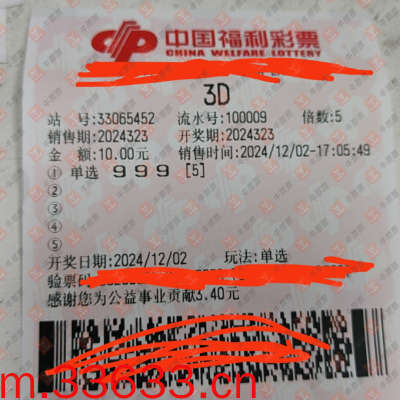 中国福利彩票
CHINA WELFARE LOTTERY
3D
站 号:33065452 流水号:100009 倍数:5
销售期:2024323 开奖期:2024323
金 额:10.00元 销售时间:2024/12/02-17:05:49
① 单选 999 [5]
②
③
④
⑤
开奖日期:2024/12/02 玩法:单选
验票码:
感谢您为公益事业贡献3.40元
m.33633.cn